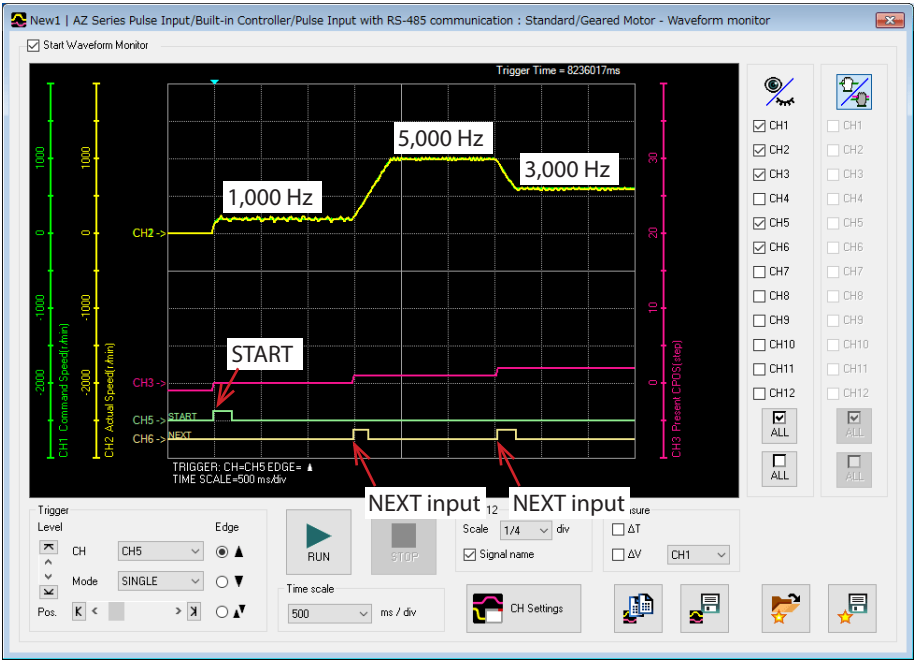 New1 | AZ Series Pulse Input/Built-in Controller/Pulse Input with RS-485 communication : Standard/Geared Motor - Waveform monitor
Start Waveform Monitor
Trigger Time = 8236017ms
5,000 Hz
3,000 Hz
1,000 Hz
1000
0
-1000
-2000
CH1 Command Speed(r/min)
1000
0
-1000
-2000
CH2 Actual Speed(r/min)
CH2 ->
START
CH3 ->
CH5 -> START
CH6 -> NEXT
30
20
10
0
CH3 Present CPOS(step)
TRIGGER: CH=CH5 EDGE=
TIME SCALE=500 ms/div
NEXT input
NEXT input
CH1 CH1
CH2 CH2
CH3 CH3
CH4 CH4
CH5 CH5
CH6 CH6
CH7 CH7
CH8 CH8
CH9 CH9
CH10 CH10
CH11 CH11
CH12 CH12
ALL ALL
ALL ALL
Trigger
Level Edge
CH CH5
Mode SINGLE
Pos.
RUN
STOP
Time scale
500 ms / div
12
Scale 1/4 div
Signal name
CH Settings
ΔT
ΔV CH1